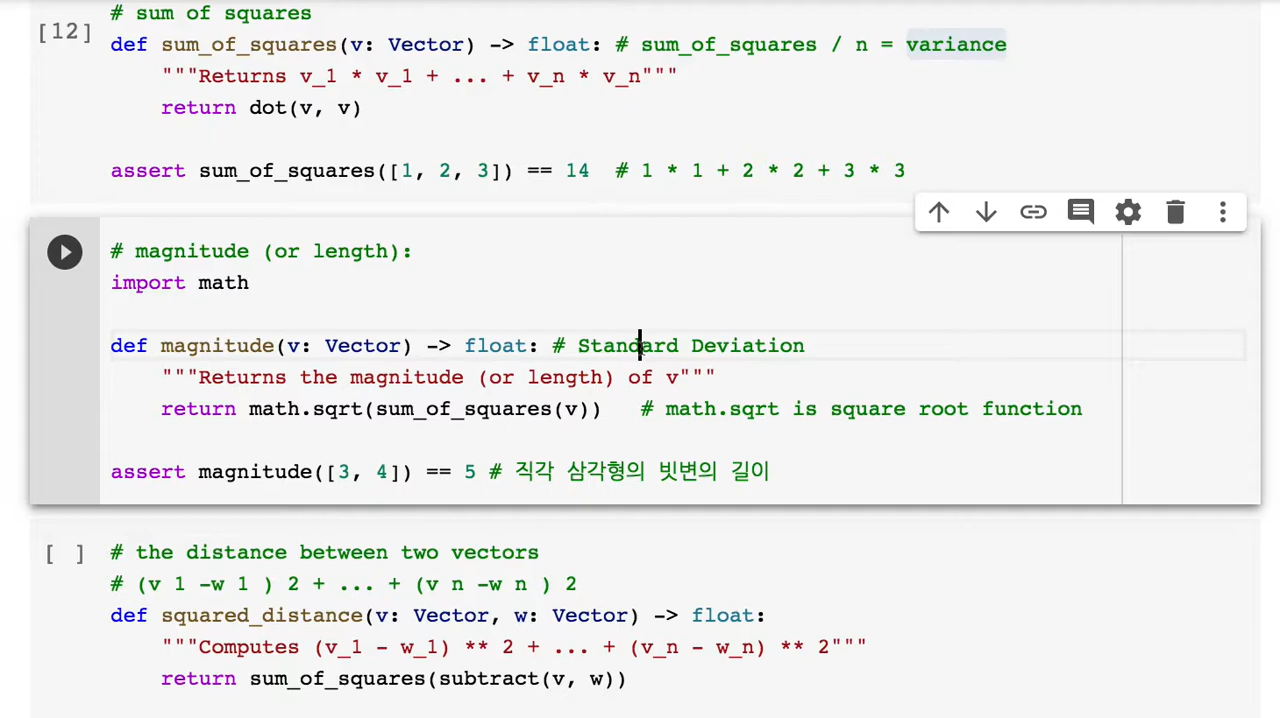 # sum of squares
[12]
def sum_of_squares(v: Vector) -> float: # sum_of_squares / n = variance
"""Returns v_1 * v_1 + ... + v_n * v_n"""
return dot(v, v)
assert sum_of_squares([1, 2, 3]) == 14  # 1 * 1 + 2 * 2 + 3 * 3
# magnitude (or length):
import math
def magnitude(v: Vector) -> float: # Standard Deviation
"""Returns the magnitude (or length) of v"""
return math.sqrt(sum_of_squares(v))   # math.sqrt is square root function
assert magnitude([3, 4]) == 5 # 직각 삼각형의 빗변의 길이
[ ]
# the distance between two vectors
# (v 1 -w 1 ) 2 + ... + (v n -w n ) 2
def squared_distance(v: Vector, w: Vector) -> float:
"""Computes (v_1 - w_1) ** 2 + ... + (v_n - w_n) ** 2"""
return sum_of_squares(subtract(v, w))